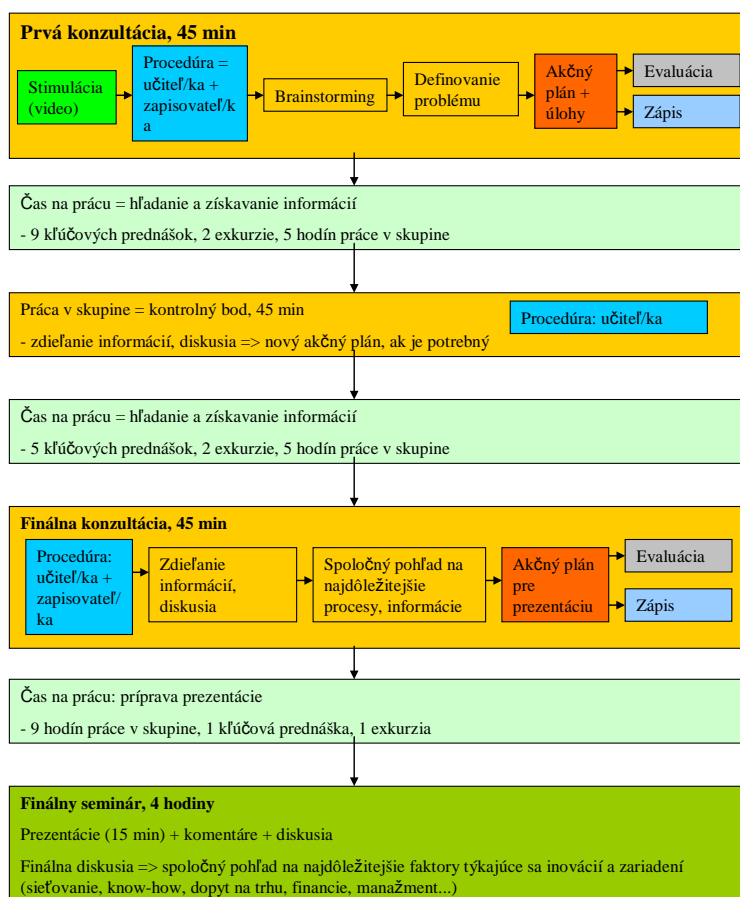 Prvá konzultácia, 45 min
Stimulácia
(video)
Procedúra =
učiteľ/ka +
zapisovateľ/k
a
Brainstorming
Definovanie
problému
Akčný
plán +
úlohy
Evaluácia
Zápis
Čas na prácu = hľadanie a získavanie informácií
- 9 kľúčových prednášok, 2 exkurzie, 5 hodín práce v skupine
Práca v skupine = kontrolný bod, 45 min
- zdieľanie informácií, diskusia => nový akčný plán, ak je potrebný
Procedúra: učiteľ/ka
Čas na prácu = hľadanie a získavanie informácií
- 5 kľúčových prednášok, 2 exkurzie, 5 hodín práce v skupine
Finálna konzultácia, 45 min
Procedúra:
učiteľ/ka +
zapisovateľ/
ka
Zdieľanie
informácií,
diskusia
Spoločný pohľad na
najdôležitejšie
procesy, informácie
Akčný plán
pre
prezentáciu
Evaluácia
Zápis
Čas na prácu: príprava prezentácie
- 9 hodín práce v skupine, 1 kľúčová prednáška, 1 exkurzia
Finálny seminár, 4 hodiny
Prezentácie (15 min) + komentáre + diskusia
Finálna diskusia => spoločný pohľad na najdôležitejšie faktory týkajúce sa inovácií a zariadení
(sieťovanie, know-how, dopyt na trhu, financie, manažment...)